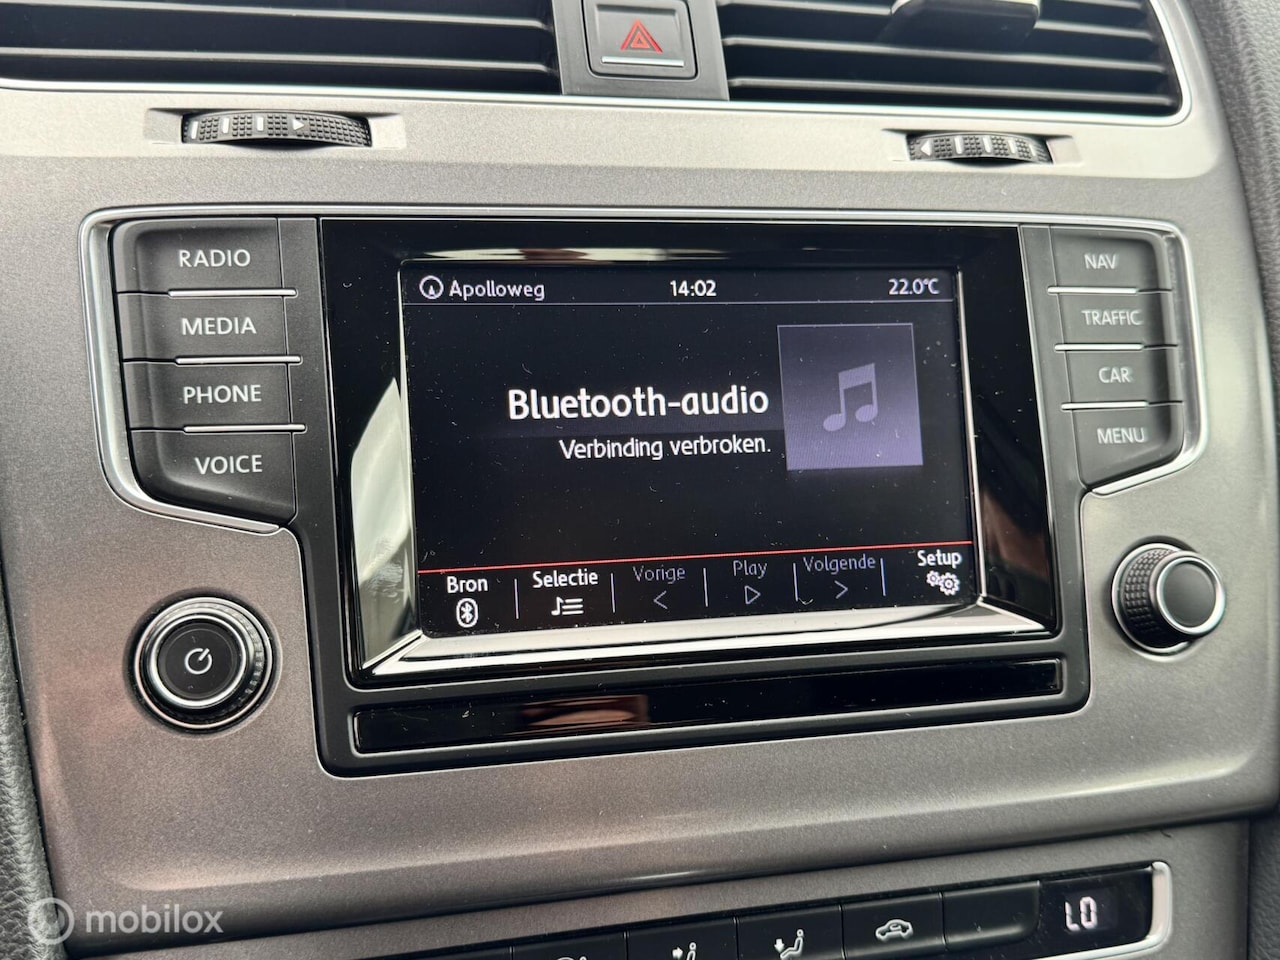 RADIO
MEDIA
PHONE
VOICE
Apolloweg 14:02 22.0°C
Bluetooth-audio
Verbinding verbroken.
Bron Selectie Vorige Play Volgende Setup
NAV
TRAFFIC
CAR
MENU
LO
mobilox